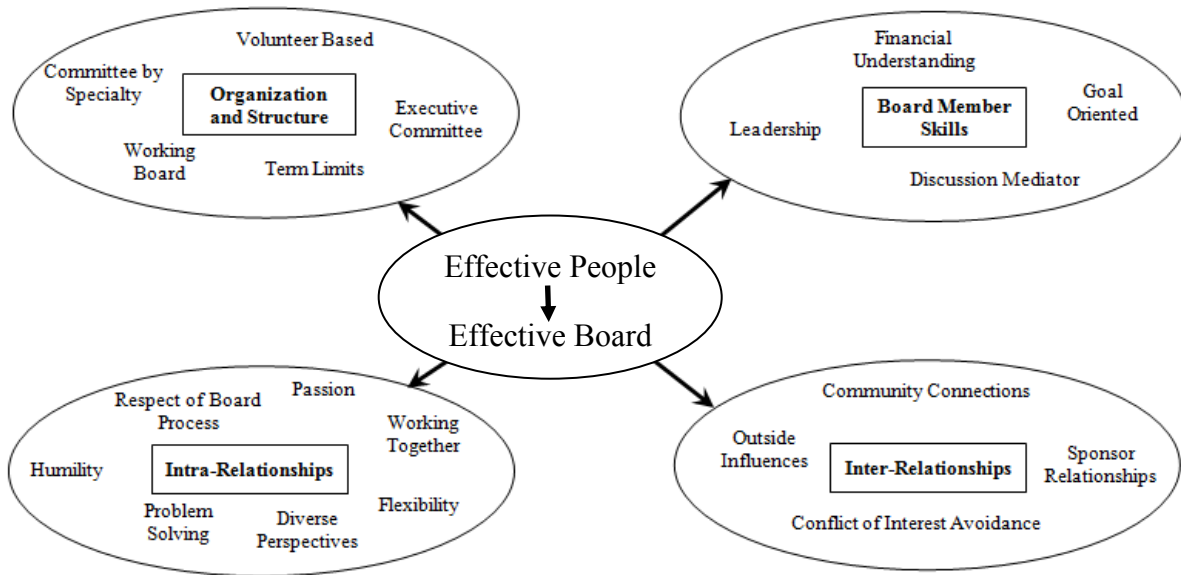 Volunteer Based
Committee by
Specialty
Organization
and Structure
Executive
Committee
Working
Board
Term Limits
Financial
Understanding
Goal
Oriented
Board Member
Skills
Leadership
Discussion Mediator
Effective People
Effective Board
Passion
Respect of Board
Process
Working
Together
Humility
Intra-Relationships
Flexibility
Problem
Solving
Diverse
Perspectives
Community Connections
Outside
Influences
Inter-Relationships
Sponsor
Relationships
Conflict of Interest Avoidance